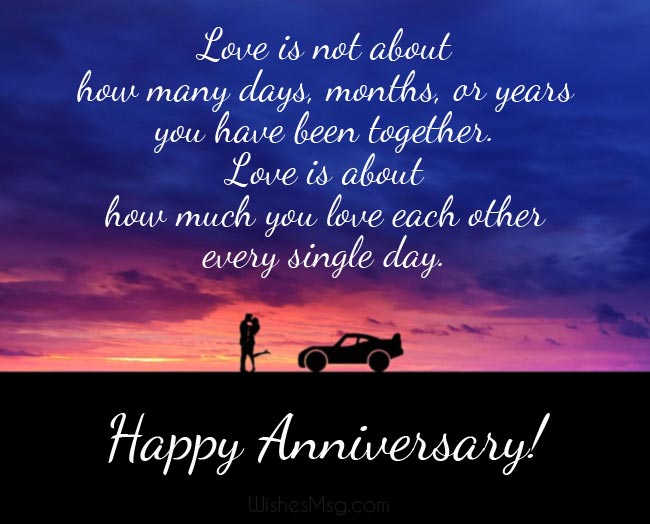 Love is not about
how many days, months, or years
you have been together.
Love is about
how much you love each other
every single day.
Happy Anniversary!
WishesMsg.com